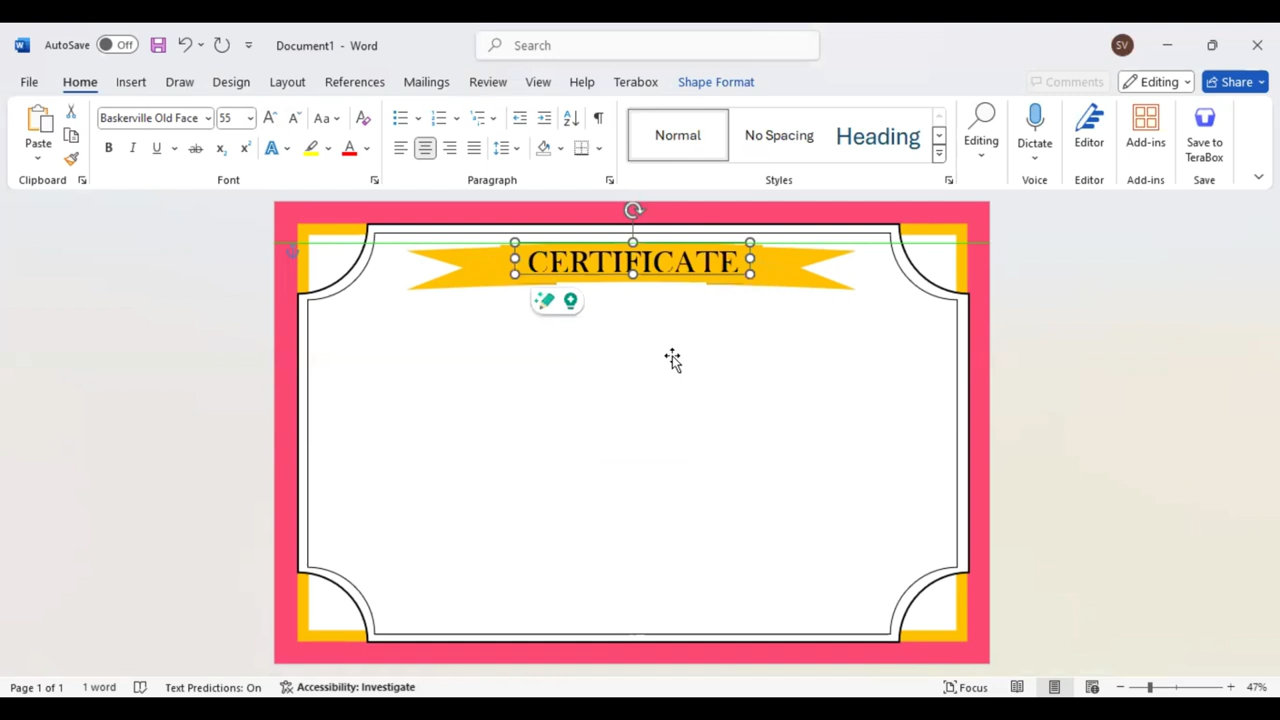 AutoSave Off Document1 - Word Search SV
File Home Insert Draw Design Layout References Mailings Review View Help Terabox Shape Format Comments Editing Share
Paste Baskerville Old Face 55 Normal No Spacing Heading Editing Dictate Editor Add-ins Save to TeraBox
Clipboard Font Paragraph Styles Voice Editor Add-ins Save
CERTIFICATE
Page 1 of 1 1 word Text Predictions: On Accessibility: Investigate Focus 47%